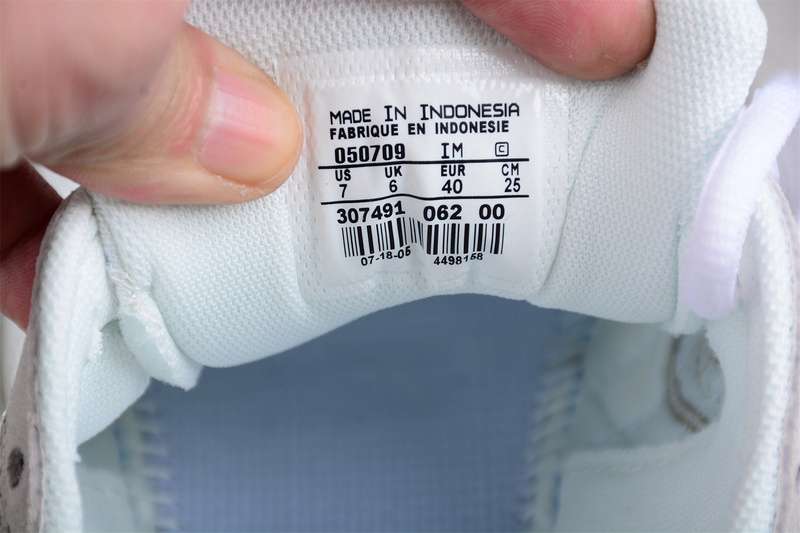 MADE IN INDONESIA
FABRIQUE EN INDONESIE
050709 IM C
US UK EUR CM
7 6 40 25
307491 062 00
07-18-05 4498158